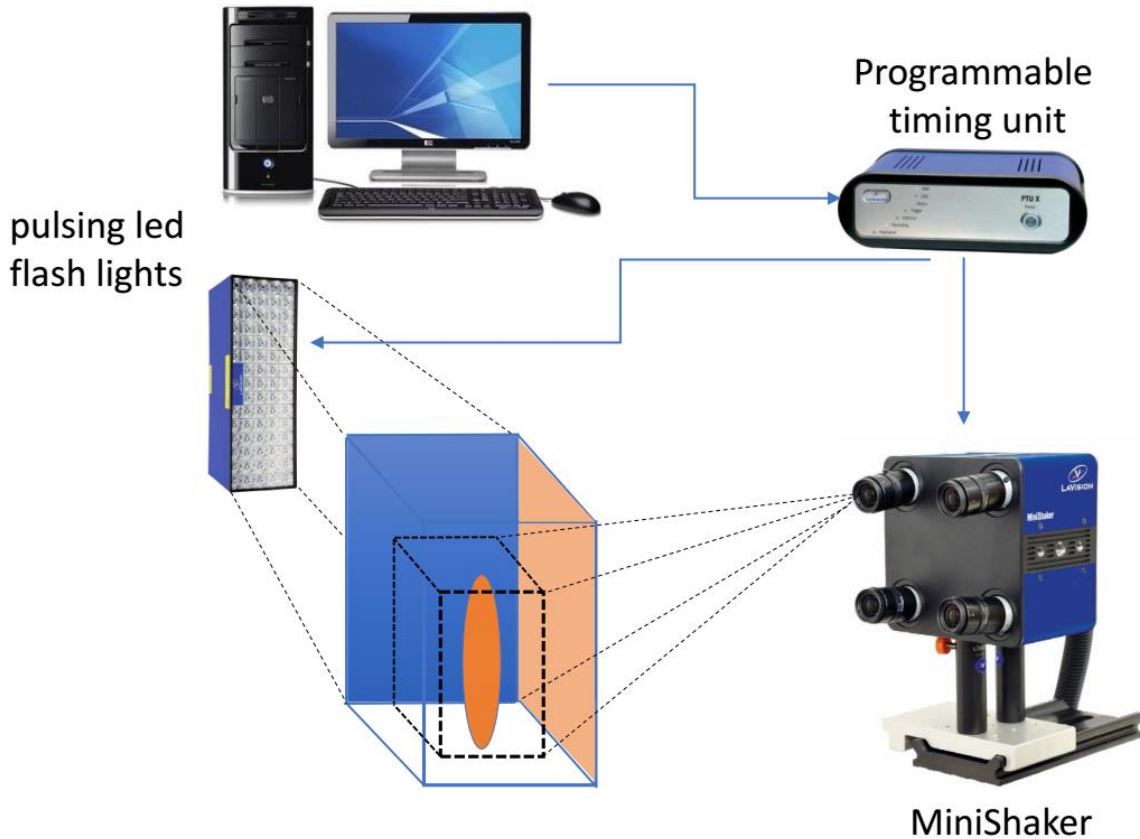 Programmable
timing unit
PTU X
pulsing led
flash lights
LAVISION
MiniShaker
MiniShaker